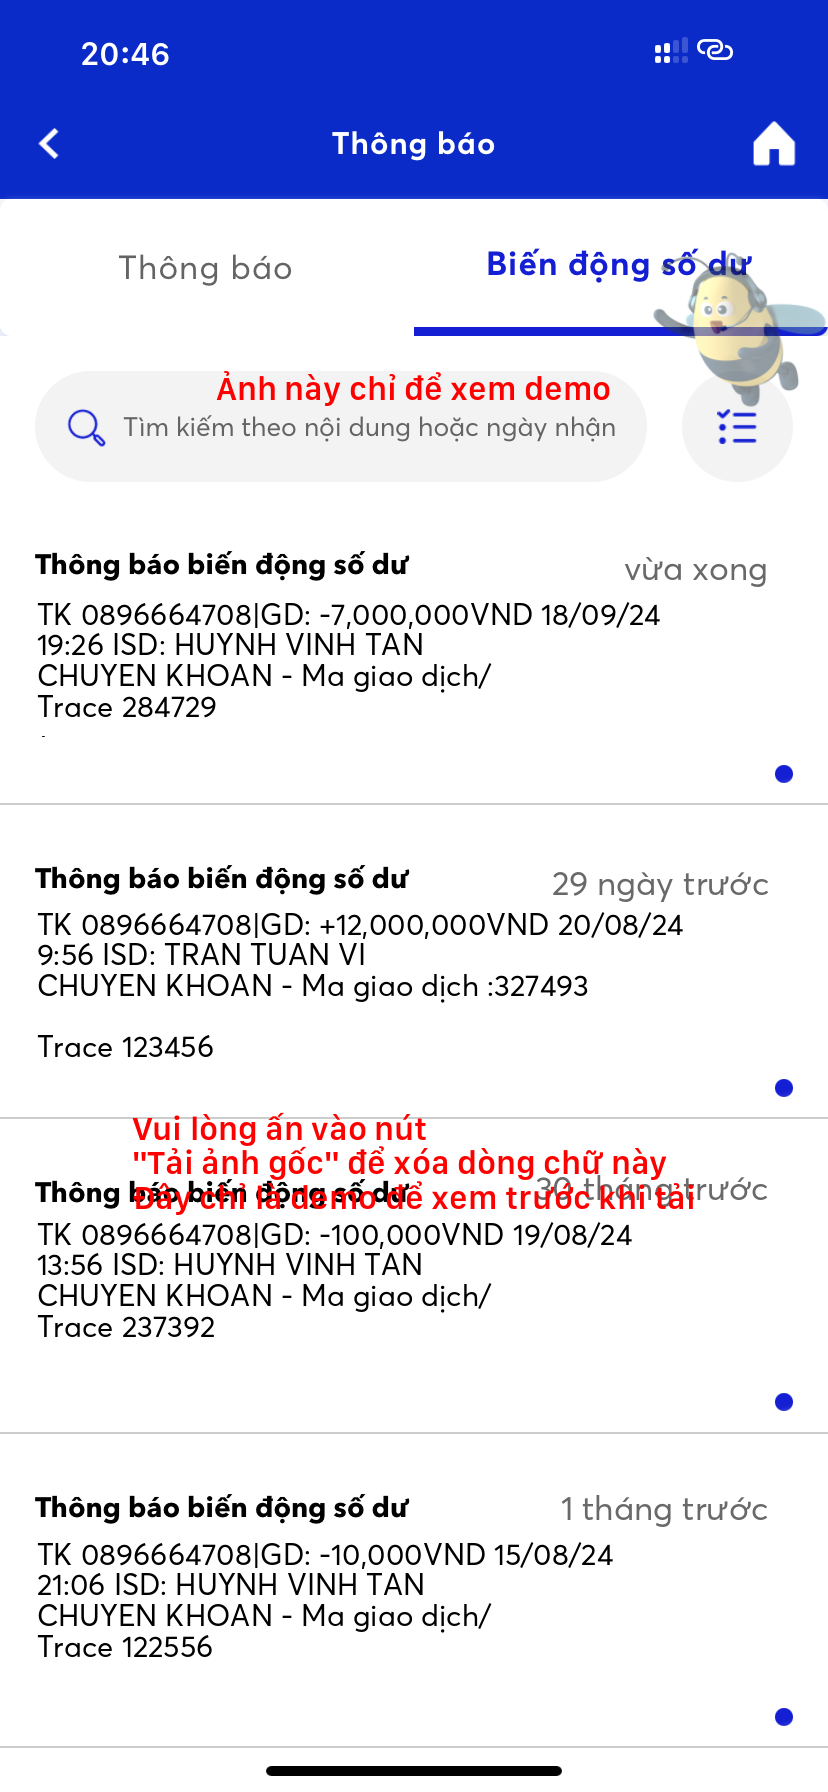 20:46
Thông báo
Thông báo
Biến động số dư
Ảnh này chỉ để xem demo
Tìm kiếm theo nội dung hoặc ngày nhận
Thông báo biến động số dư
vừa xong
TK 0896664708|GD: -7,000,000VND 18/09/24
19:26 ISD: HUYNH VINH TAN
CHUYEN KHOAN - Ma giao dịch/
Trace 284729
Thông báo biến động số dư
29 ngày trước
TK 0896664708|GD: +12,000,000VND 20/08/24
9:56 ISD: TRAN TUAN VI
CHUYEN KHOAN - Ma giao dịch :327493
Trace 123456
Vui lòng ấn vào nút
"Tải ảnh gốc" để xóa dòng chữ này
Đây chỉ là demo để xem trước khi tải
Thông báo biến động số dư
30 tháng trước
TK 0896664708|GD: -100,000VND 19/08/24
13:56 ISD: HUYNH VINH TAN
CHUYEN KHOAN - Ma giao dịch/
Trace 237392
Thông báo biến động số dư
1 tháng trước
TK 0896664708|GD: -10,000VND 15/08/24
21:06 ISD: HUYNH VINH TAN
CHUYEN KHOAN - Ma giao dịch/
Trace 122556